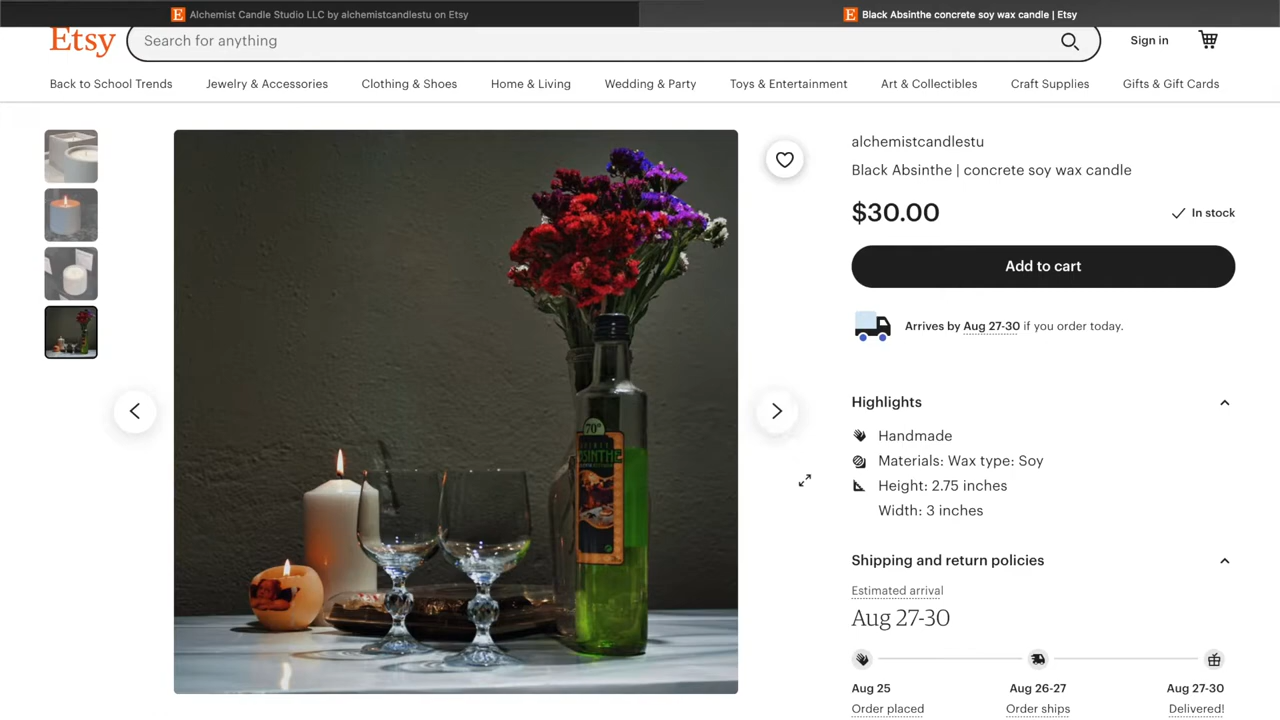 Alchemist Candle Studio LLC by alchemistcandlestu on Etsy
Black Absinthe concrete soy wax candle | Etsy
Etsy
Search for anything
Sign in
Back to School Trends
Jewelry & Accessories
Clothing & Shoes
Home & Living
Wedding & Party
Toys & Entertainment
Art & Collectibles
Craft Supplies
Gifts & Gift Cards
alchemistcandlestu
Black Absinthe | concrete soy wax candle
$30.00
In stock
Add to cart
Arrives by Aug 27-30 if you order today.
Highlights
Handmade
Materials: Wax type: Soy
Height: 2.75 inches
Width: 3 inches
Shipping and return policies
Estimated arrival
Aug 27-30
Aug 25
Aug 26-27
Aug 27-30
Order placed
Order ships
Delivered!
70°
ABSINTHE